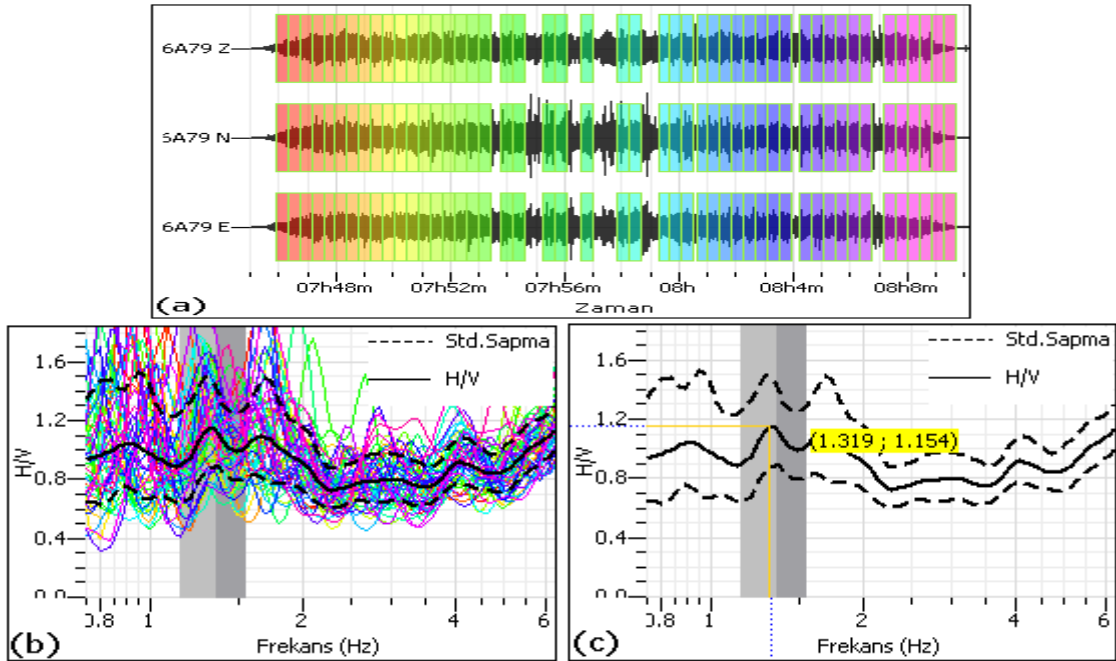 6A79 Z
6A79 N
6A79 E
07h48m 07h52m 07h56m 08h 08h4m 08h8m
Zaman
(a)
Std.Sapma
H/V
1.6
1.2
0.8
0.4
0.0
H/V
0.8 1 2 4 6
Frekans (Hz)
(b)
Std.Sapma
H/V
(1.319 ; 1.154)
1.6
1.2
0.8
0.4
0.0
H/V
0.8 1 2 4 6
Frekans (Hz)
(c)